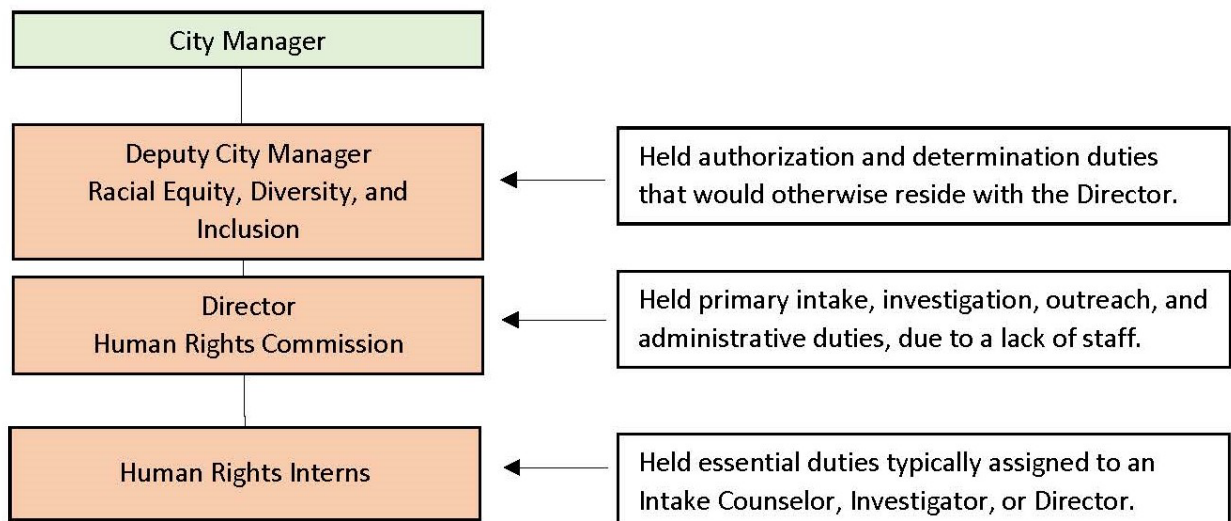 City Manager
Deputy City Manager
Racial Equity, Diversity, and
Inclusion
Held authorization and determination duties
that would otherwise reside with the Director.
Director
Human Rights Commission
Held primary intake, investigation, outreach, and
administrative duties, due to a lack of staff.
Human Rights Interns
Held essential duties typically assigned to an
Intake Counselor, Investigator, or Director.